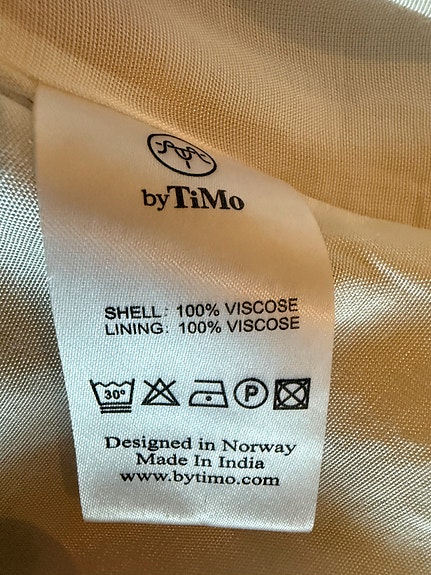 byTiMo
SHELL: 100% VISCOSE
LINING: 100% VISCOSE
30° P
Designed in Norway
Made In India
www.bytimo.com